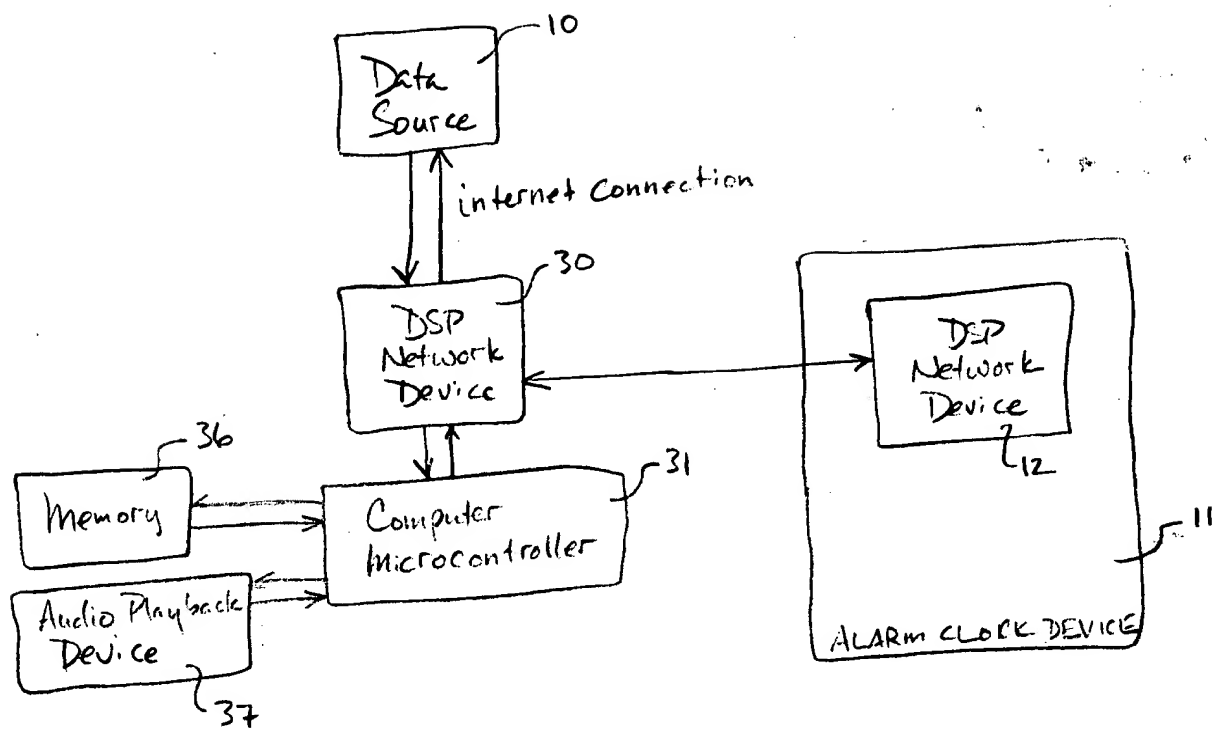 10
Data
Source
internet connection
30
DSP
Network
Device
DSP
Network
Device
12
36
Memory
31
Computer
Microcontroller
11
Audio Playback
Device
37
ALARM CLOCK DEVICE